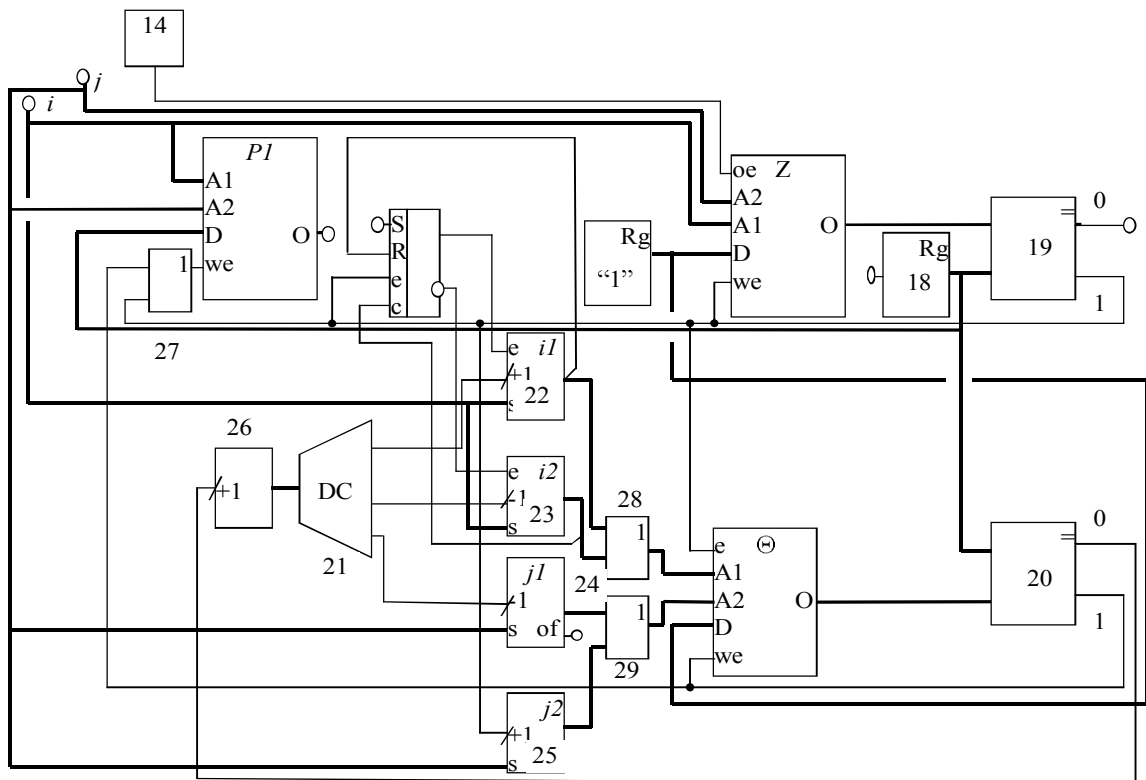 14
j
i
P1
A1
A2
D
O
we
1
27
S
R
e
c
Rg
“1”
oe
Z
A2
A1
D
O
we
Rg
18
=
19
0
1
e
i1
+1
22
s
26
+1
DC
21
e
i2
-1
23
s
28
1
j1
24
-1
s
of
1
29
j2
+1
25
s
e
Θ
A1
A2
D
O
we
=
20
0
1